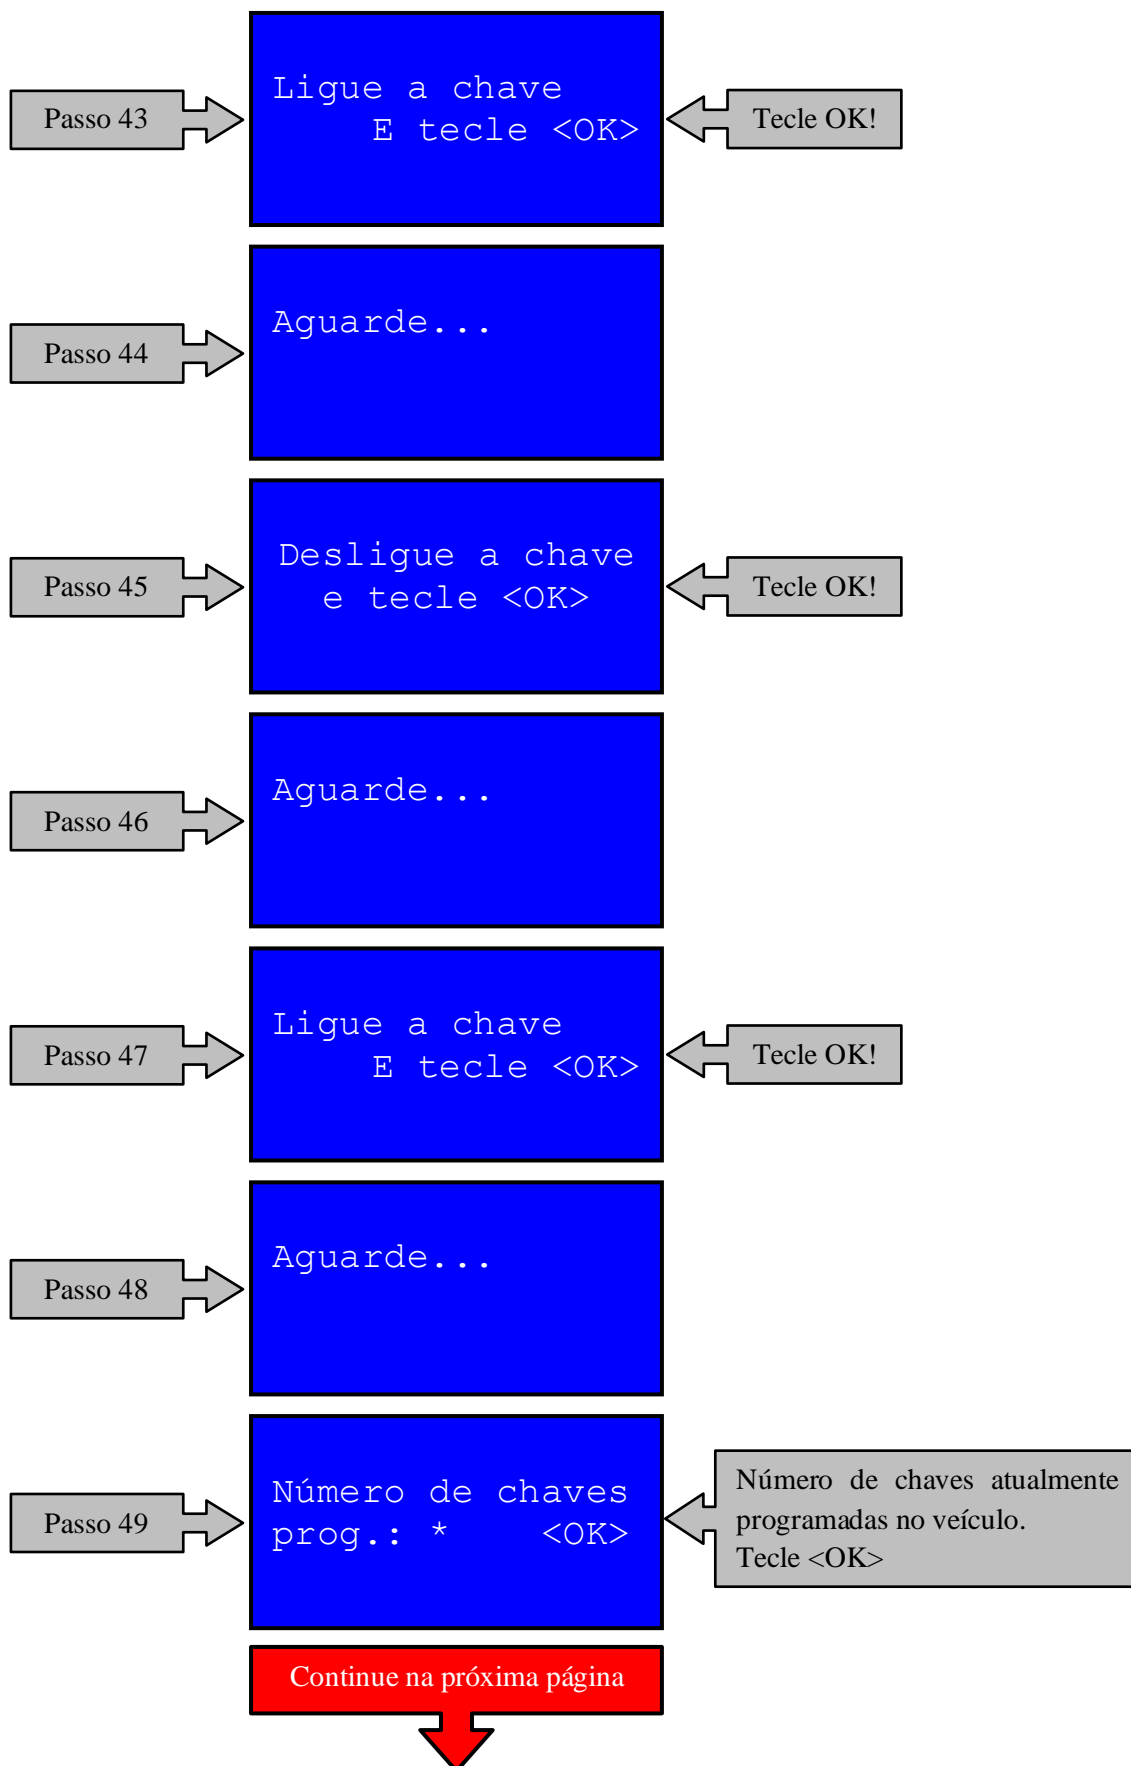 Passo 43
Ligue a chave
E tecle <OK>
Tecle OK!
Passo 44
Aguarde...
Passo 45
Desligue a chave
e tecle <OK>
Tecle OK!
Passo 46
Aguarde...
Passo 47
Ligue a chave
E tecle <OK>
Tecle OK!
Passo 48
Aguarde...
Passo 49
Número de chaves
prog.: * <OK>
Número de chaves atualmente
programadas no veículo.
Tecle <OK>
Continue na próxima página